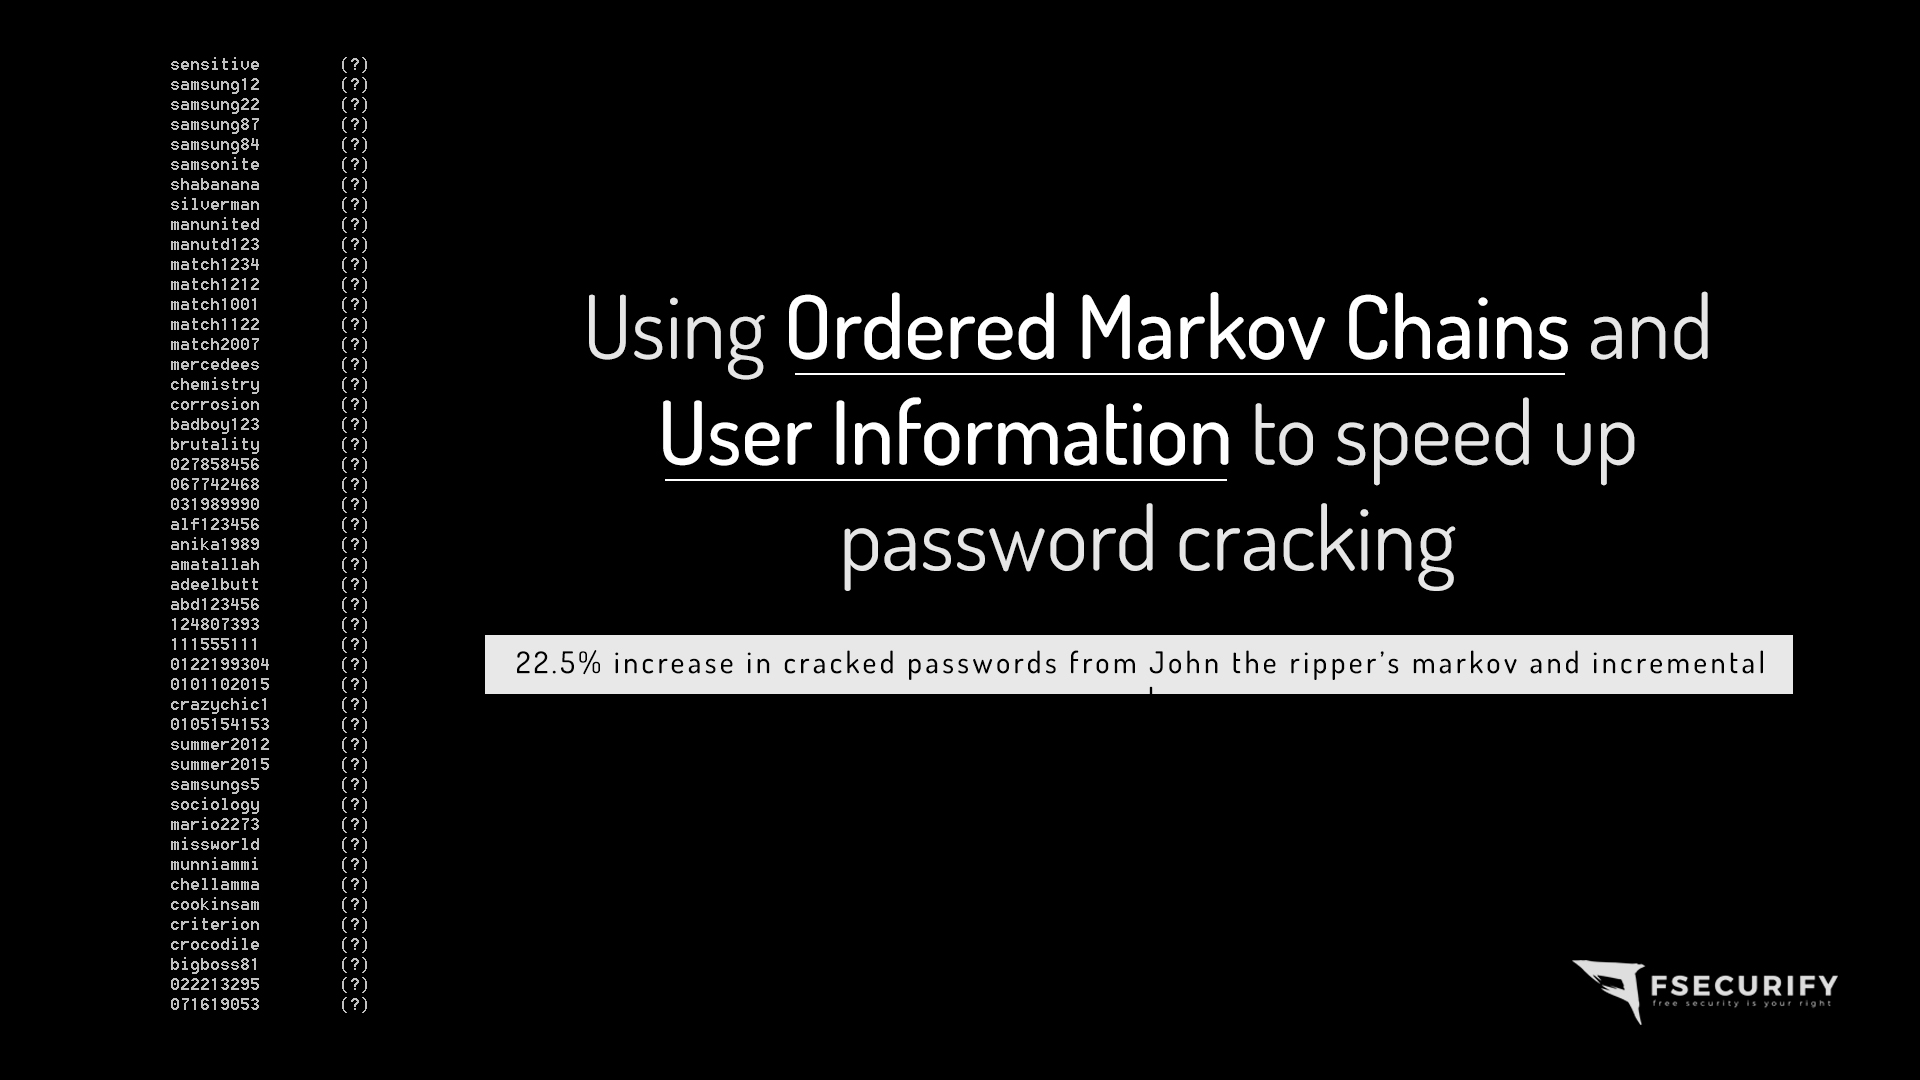 sensitive (?)
samsung12 (?)
samsung22 (?)
samsung87 (?)
samsung84 (?)
samsonite (?)
shabanana (?)
silverman (?)
manunited (?)
manutd123 (?)
match1234 (?)
match1212 (?)
match1001 (?)
match1122 (?)
match2007 (?)
mercedees (?)
chemistry (?)
corrosion (?)
badboy123 (?)
brutality (?)
027858456 (?)
067742468 (?)
031989990 (?)
alf123456 (?)
anika1989 (?)
amatallah (?)
adeelbutt (?)
abd123456 (?)
124807393 (?)
111555111 (?)
0122199304 (?)
0101102015 (?)
crazychic1 (?)
0105154153 (?)
summer2012 (?)
summer2015 (?)
samsungs5 (?)
sociology (?)
mario2273 (?)
missworld (?)
munniammi (?)
chellamma (?)
cookinsam (?)
criterion (?)
crocodile (?)
bigboss81 (?)
022213295 (?)
071619053 (?)
Using Ordered Markov Chains and
User Information to speed up
password cracking
22.5% increase in cracked passwords from John the ripper's markov and incremental
FSECURIFY
free security is your right